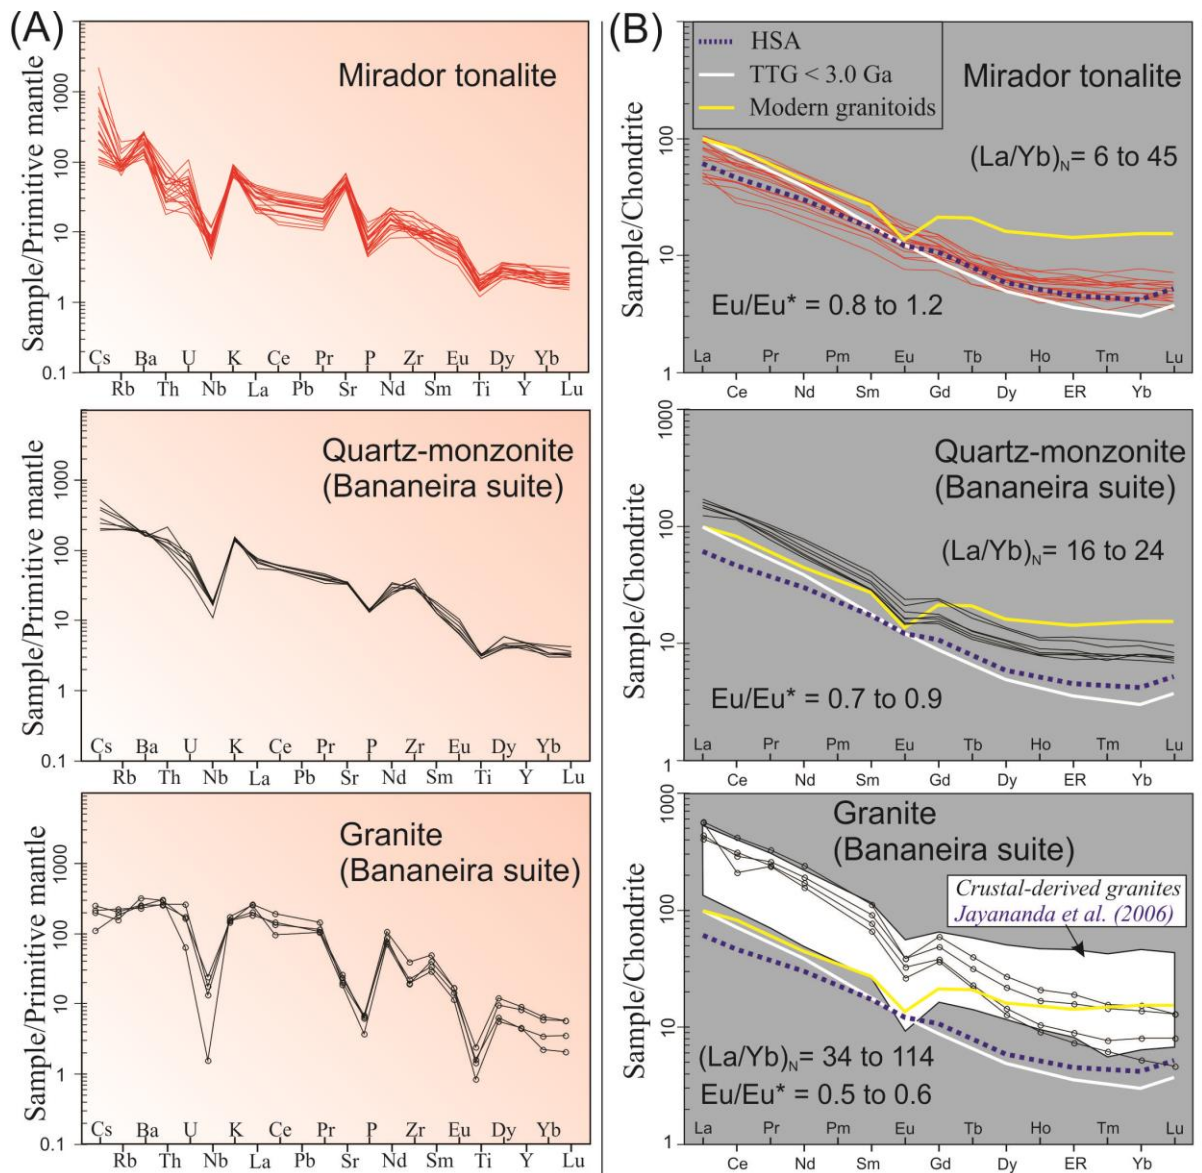 (A)
Sample/Primitive mantle
1000
100
10
1
0.1
Mirador tonalite
Cs Ba U K Ce Pr P Zr Eu Dy Yb
Rb Th Nb La Pb Sr Nd Sm Ti Y Lu
Sample/Primitive mantle
1000
100
10
1
0.1
Quartz-monzonite
(Bananeira suite)
Cs Ba U K Ce Pr P Zr Eu Dy Yb
Rb Th Nb La Pb Sr Nd Sm Ti Y Lu
Sample/Primitive mantle
1000
100
10
1
0.1
Granite
(Bananeira suite)
Cs Ba U K Ce Pr P Zr Eu Dy Yb
Rb Th Nb La Pb Sr Nd Sm Ti Y Lu
(B)
Sample/Chondrite
1000
100
10
1
HSA
TTG < 3.0 Ga
Modern granitoids
Mirador tonalite
(La/Yb)N= 6 to 45
Eu/Eu* = 0.8 to 1.2
La Pr Pm Eu Tb Ho Tm Lu
Ce Nd Sm Gd Dy ER Yb
Sample/Chondrite
1000
100
10
1
Quartz-monzonite
(Bananeira suite)
(La/Yb)N= 16 to 24
Eu/Eu* = 0.7 to 0.9
La Pr Pm Eu Tb Ho Tm Lu
Ce Nd Sm Gd Dy ER Yb
Sample/Chondrite
1000
100
10
1
Granite
(Bananeira suite)
Crustal-derived granites
Jayananda et al. (2006)
(La/Yb)N= 34 to 114
Eu/Eu* = 0.5 to 0.6
La Pr Pm Eu Tb Ho Tm Lu
Ce Nd Sm Gd Dy ER Yb